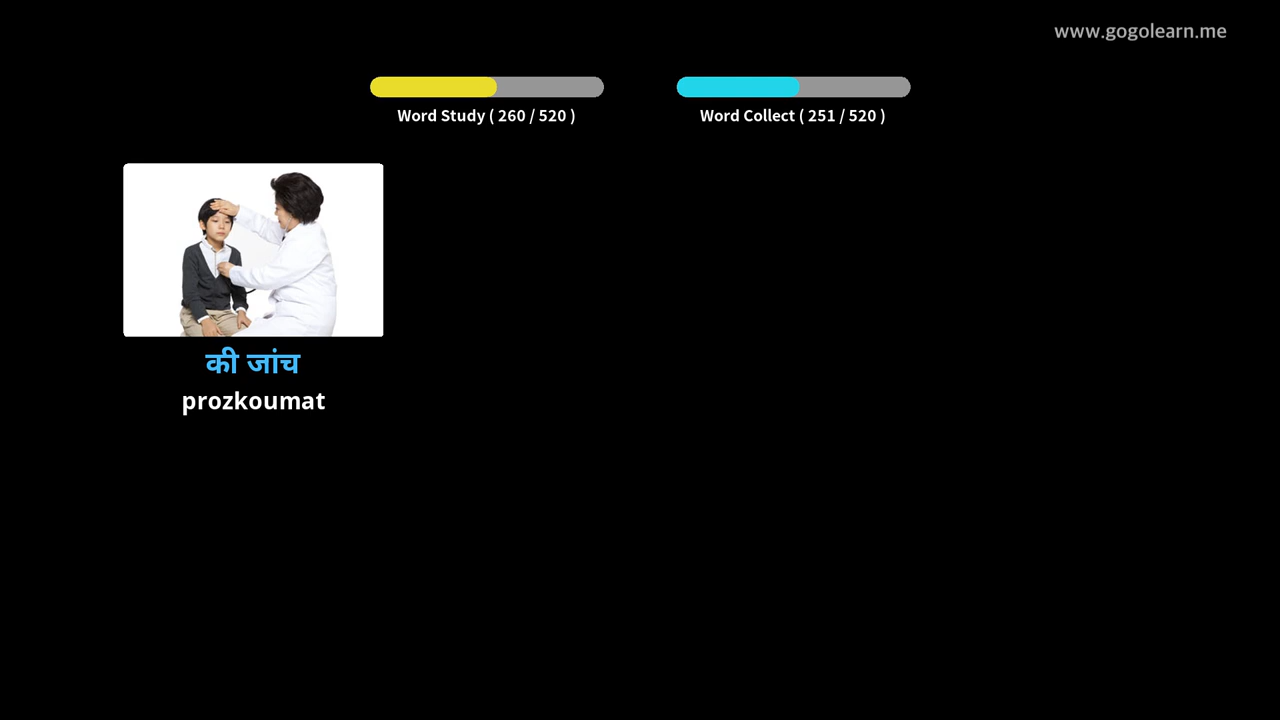 www.gogolearn.me
Word Study ( 260 / 520 )
Word Collect ( 251 / 520 )
की जांच
prozkoumat